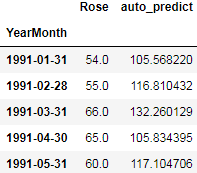 Rose auto_predict
YearMonth
1991-01-31 54.0 105.568220
1991-02-28 55.0 116.810432
1991-03-31 66.0 132.260129
1991-04-30 65.0 105.834395
1991-05-31 60.0 117.104706